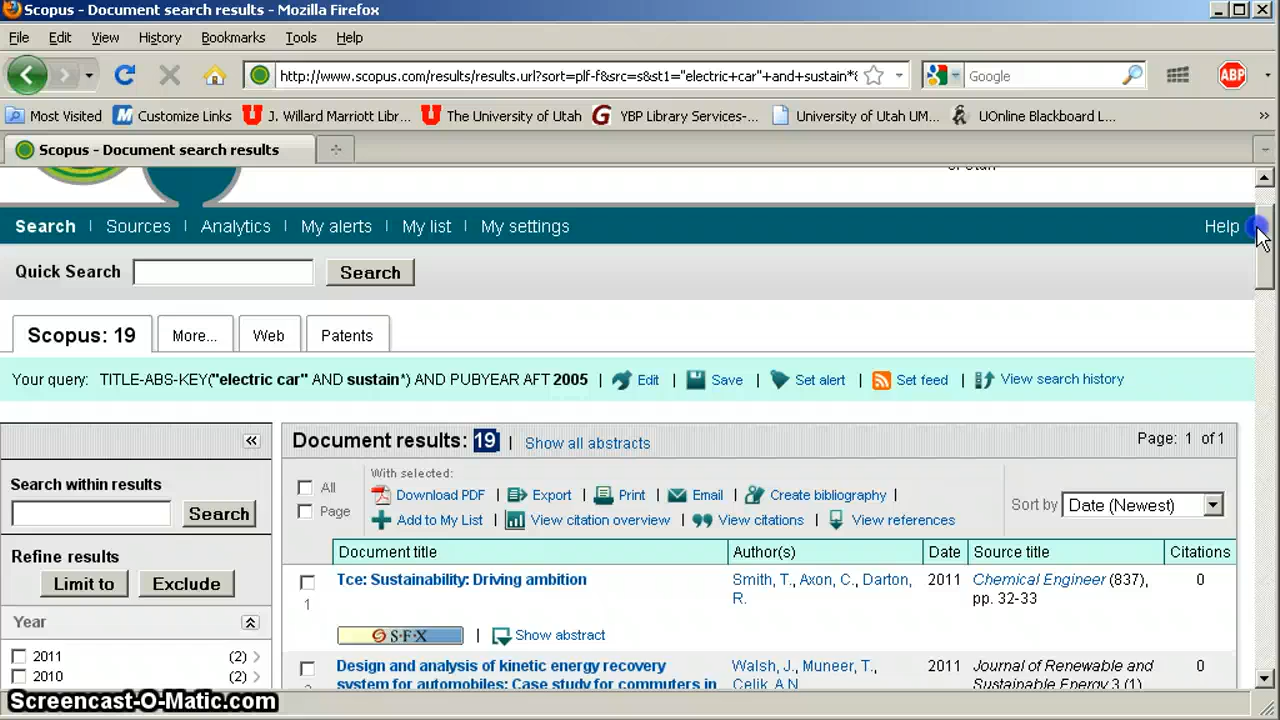 Scopus - Document search results - Mozilla Firefox
File Edit View History Bookmarks Tools Help
http://www.scopus.com/results/results.url?sort=plf-f&src=s&st1="electric+car"+and+sustain*
Google
ABP
Most Visited Customize Links J. Willard Marriott Libr... The University of Utah YBP Library Services-... University of Utah UM... UOnline Blackboard L...
Scopus - Document search results
Search | Sources | Analytics | My alerts | My list | My settings Help
Quick Search Search
Scopus: 19 More... Web Patents
Your query: TITLE-ABS-KEY("electric car" AND sustain*) AND PUBYEAR AFT 2005 | Edit | Save | Set alert | Set feed | View search history
Document results: 19 | Show all abstracts Page: 1 of 1
Search within results
Search
Refine results
Limit to Exclude
Year
2011 (2)
2010 (2)
All
Page
With selected:
Download PDF | Export | Print | Email | Create bibliography |
Add to My List | View citation overview | View citations | View references
Sort by Date (Newest)
Document title Author(s) Date Source title Citations
1 Tce: Sustainability: Driving ambition Smith, T., Axon, C., Darton, 2011 Chemical Engineer (837), 0
R. pp. 32-33
S·F·X | Show abstract
Design and analysis of kinetic energy recovery Walsh, J., Muneer, T., 2011 Journal of Renewable and 0
system for automobiles: Case study for commuters in Celik, A.N. Sustainable Energy 3 (1)
Screencast-O-Matic.com